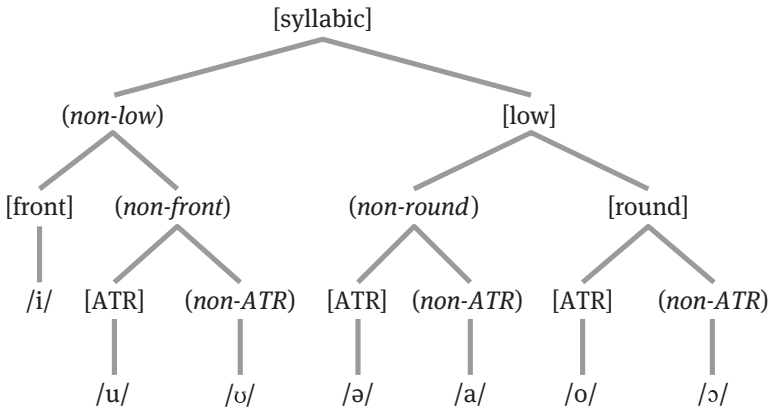 [syllabic]
(non-low) [low]
[front] (non-front) (non-round) [round]
/i/ [ATR] (non-ATR) [ATR] (non-ATR) [ATR] (non-ATR)
/u/ /ʊ/ /ə/ /a/ /o/ /ɔ/